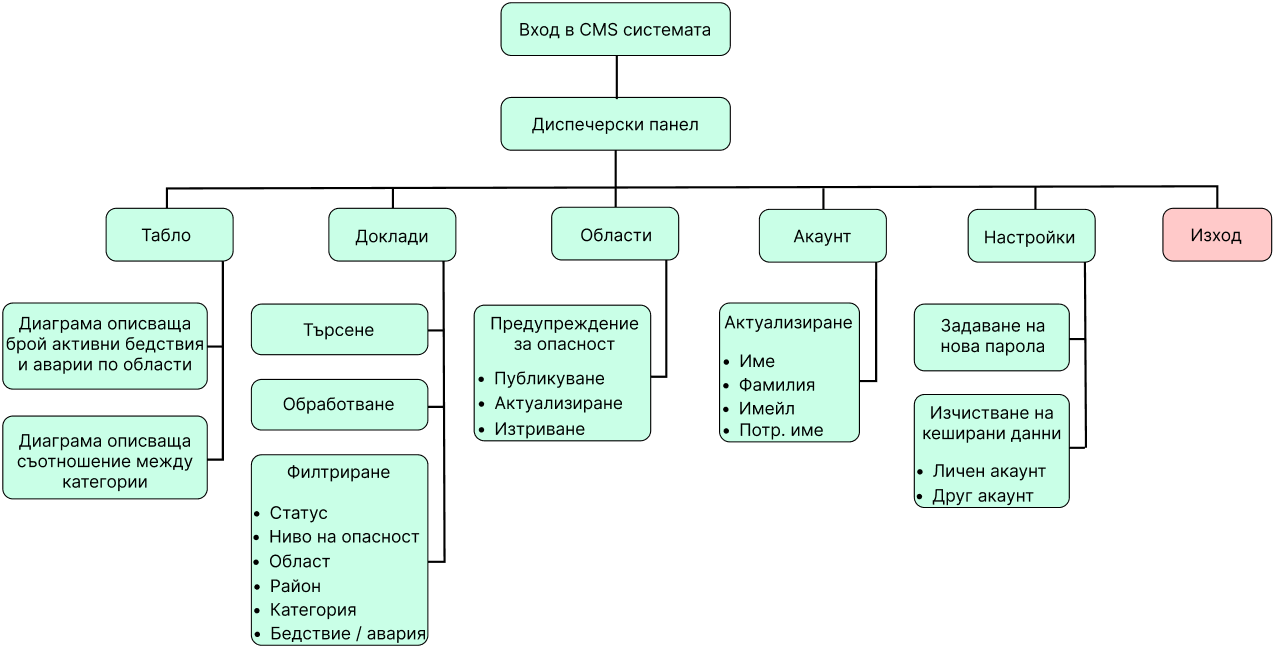 Вход в CMS системата
Диспечерски панел
Табло
Доклади
Области
Акаунт
Настройки
Изход
Диаграма описваща
брой активни бедствия
и аварии по области
Диаграма описваща
съотношение между
категории
Търсене
Обработване
Филтриране
• Статус
• Ниво на опасност
• Област
• Район
• Категория
• Бедствие / авария
Предупреждение
за опасност
• Публикуване
• Актуализиране
• Изтриване
Актуализиране
• Име
• Фамилия
• Имейл
• Потр. име
Задаване на
нова парола
Изчистване на
кеширани данни
• Личен акаунт
• Друг акаунт